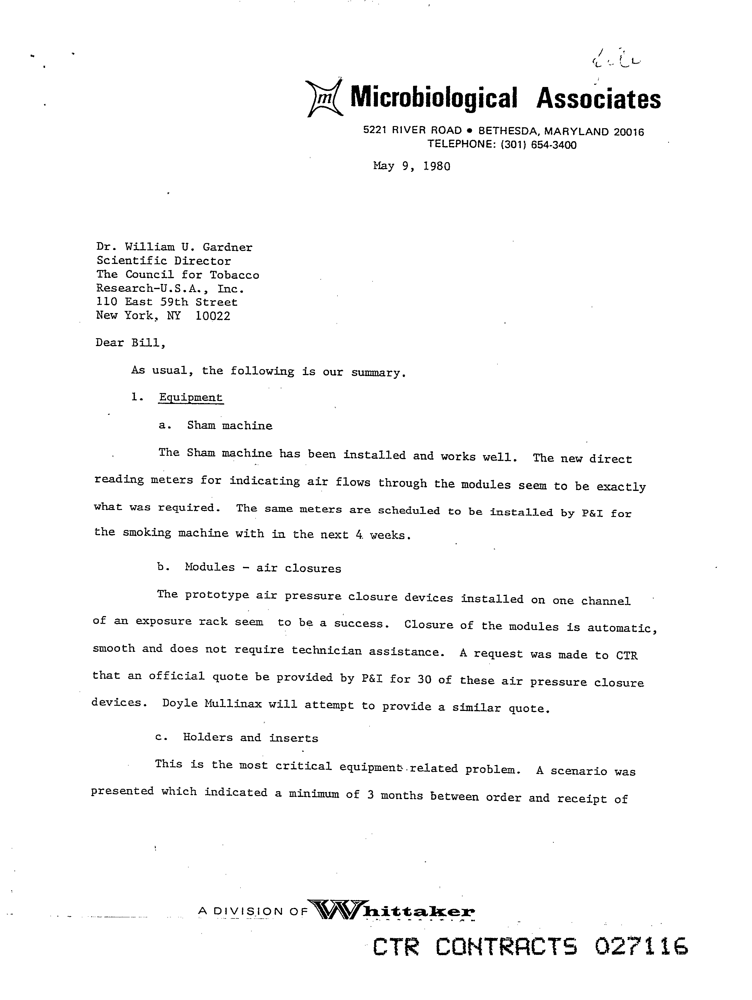 Microbiological Associates
5221 RIVER ROAD • BETHESDA, MARYLAND 20016
TELEPHONE: (301) 654-3400
May 9, 1980
Dr. William U. Gardner
Scientific Director
The Council for Tobacco
Research-U.S.A., Inc.
110 East 59th Street
New York, NY 10022
Dear Bill,
As usual, the following is our summary.
1. Equipment
a. Sham machine
The Sham machine has been installed and works well. The new direct
reading meters for indicating air flows through the modules seem to be exactly
what was required. The same meters are scheduled to be installed by P&I for
the smoking machine with in the next 4 weeks.
b. Modules - air closures
The prototype air pressure closure devices installed on one channel
of an exposure rack seem to be a success. Closure of the modules is automatic,
smooth and does not require technician assistance. A request was made to CTR
that an official quote be provided by P&I for 30 of these air pressure closure
devices. Doyle Mullinax will attempt to provide a similar quote.
c. Holders and inserts
This is the most critical equipment related problem. A scenario was
presented which indicated a minimum of 3 months between order and receipt of
A DIVISION OF Whittaker
CTR CONTRACTS 027116